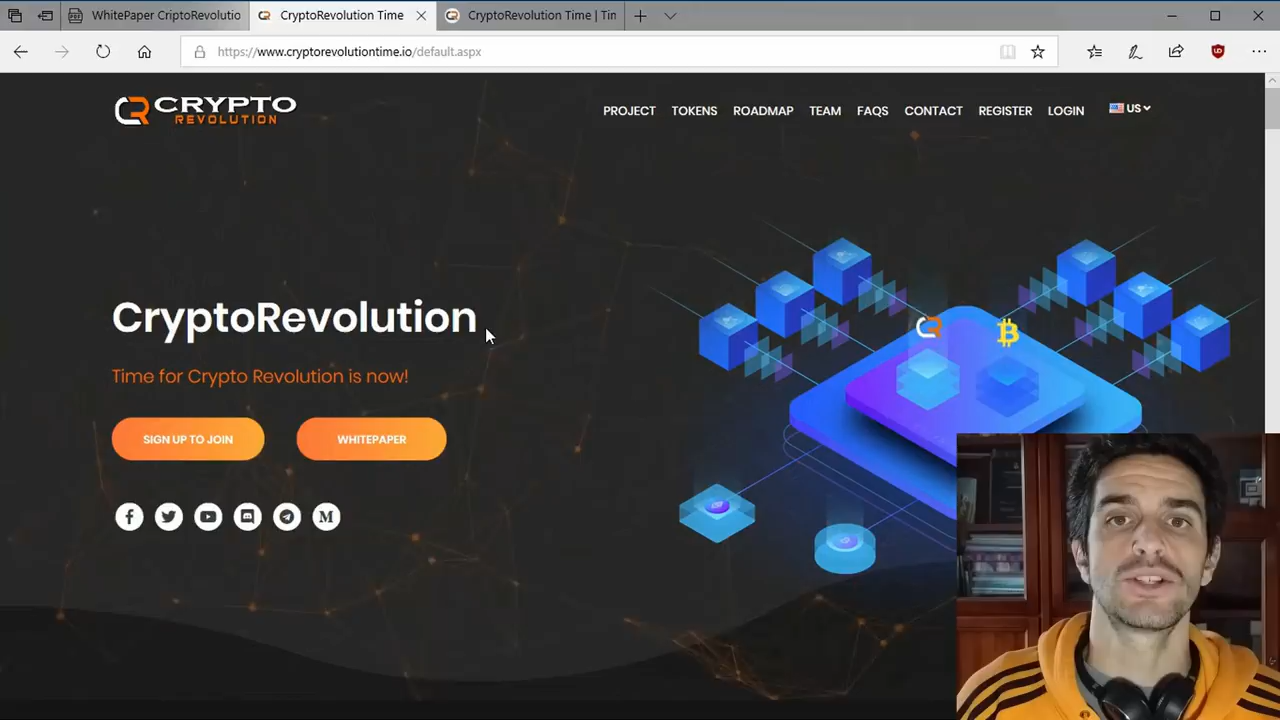 WhitePaper CriptoRevolutio
CryptoRevolution Time
CryptoRevolution Time | Tin
https://www.cryptorevolutiontime.io/default.aspx
CRYPTO
REVOLUTION
PROJECT TOKENS ROADMAP TEAM FAQS CONTACT REGISTER LOGIN US
CryptoRevolution
Time for Crypto Revolution is now!
SIGN UP TO JOIN WHITEPAPER